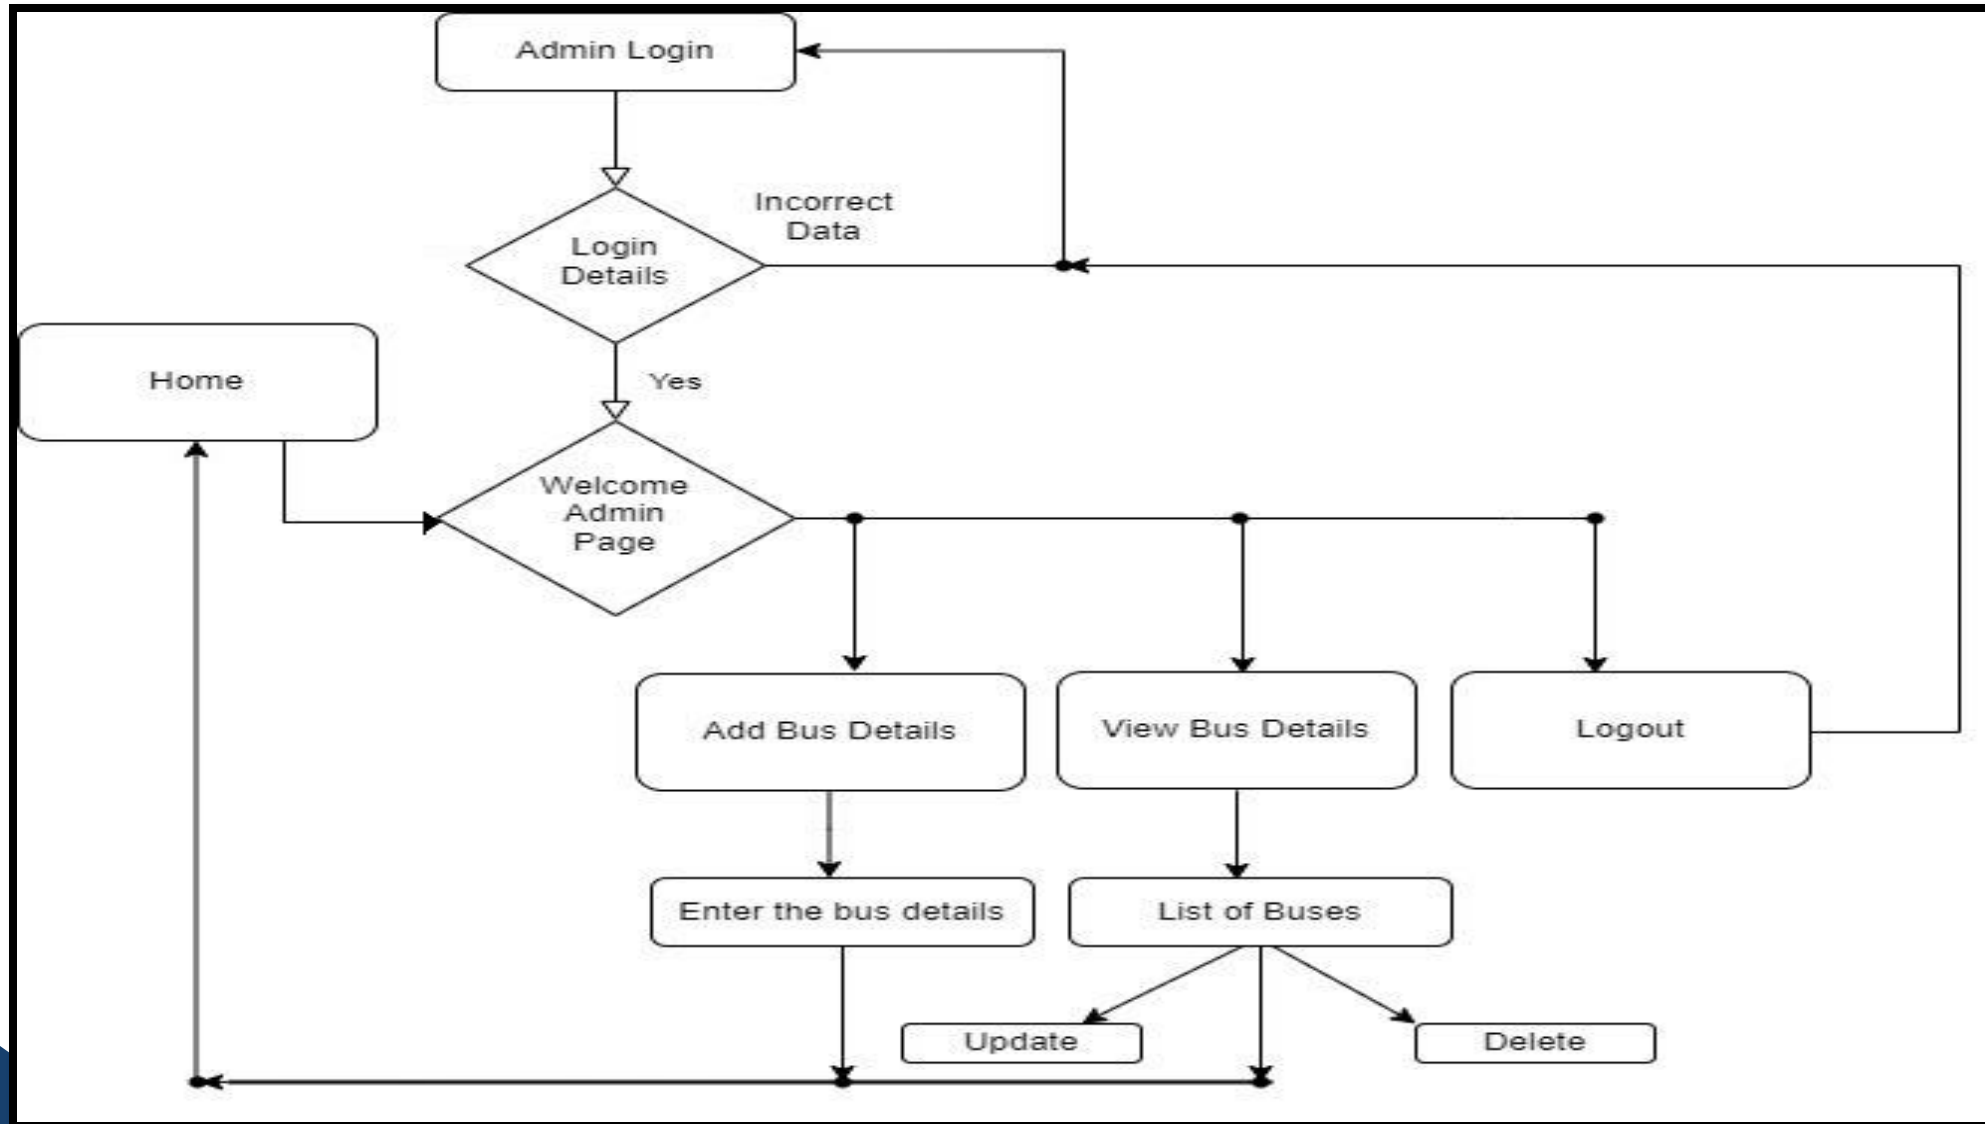 Admin Login
Incorrect
Data
Login
Details
Home
Yes
Welcome
Admin
Page
Add Bus Details
View Bus Details
Logout
Enter the bus details
List of Buses
Update
Delete